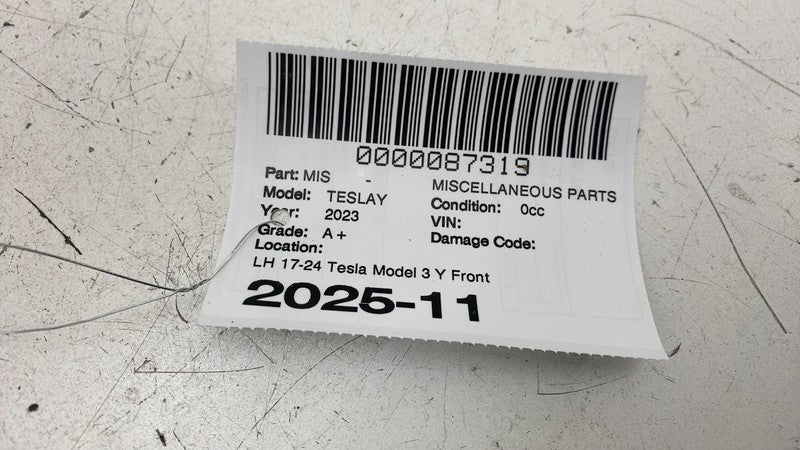 0000087319
Part: MIS - MISCELLANEOUS PARTS
Model: TESLAY Condition: 0cc
Year: 2023 VIN:
Grade: A+ Damage Code:
Location:
LH 17-24 Tesla Model 3 Y Front
2025-11